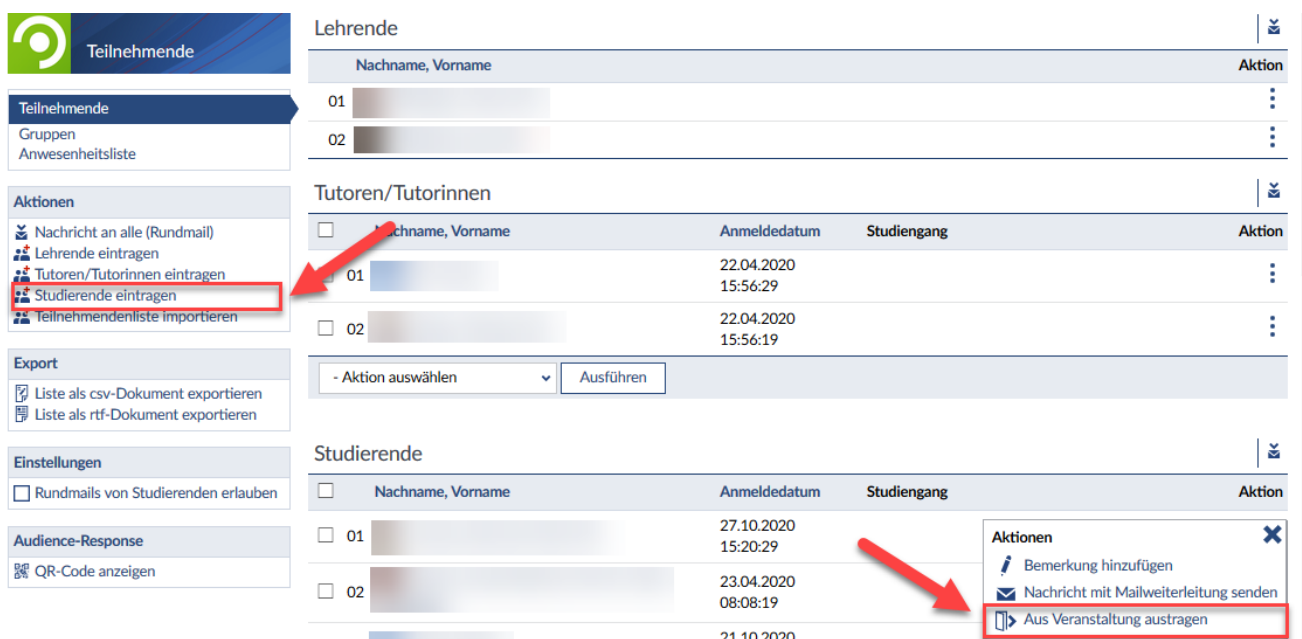 Teilnehmende
Teilnehmende
Gruppen
Anwesenheitsliste
Aktionen
Nachricht an alle (Rundmail)
Lehrende eintragen
Tutoren/Tutorinnen eintragen
Studierende eintragen
Teilnehmendenliste importieren
Export
Liste als csv-Dokument exportieren
Liste als rtf-Dokument exportieren
Einstellungen
Rundmails von Studierenden erlauben
Audience-Response
QR-Code anzeigen
Lehrende
Nachname, Vorname Aktion
01
02
Tutoren/Tutorinnen
Nachname, Vorname Anmeldedatum Studiengang Aktion
01 22.04.2020
15:56:29
02 22.04.2020
15:56:19
- Aktion auswählen Ausführen
Studierende
Nachname, Vorname Anmeldedatum Studiengang Aktion
01 27.10.2020
15:20:29
02 23.04.2020
08:08:19
21.10.2020
Aktionen
Bemerkung hinzufügen
Nachricht mit Mailweiterleitung senden
Aus Veranstaltung austragen